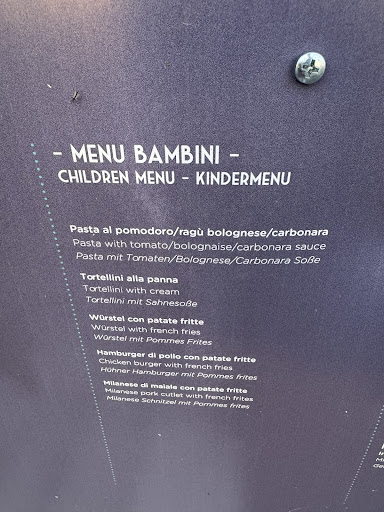 - MENU BAMBINI -
CHILDREN MENU - KINDERMENU
Pasta al pomodoro/ragù bolognese/carbonara
Pasta with tomato/bolognaise/carbonara sauce
Pasta mit Tomaten/Bolognese/Carbonara Soße
Tortellini alla panna
Tortellini with cream
Tortellini mit Sahnesoße
Würstel con patate fritte
Würstel with french fries
Würstel mit Pommes Frites
Hamburger di pollo con patate fritte
Chicken burger with french fries
Hühner Hamburger mit Pommes frites
Milanese di maiale con patate fritte
Milanese pork cutlet with french fries
Milanese Schnitzel mit Pommes frites